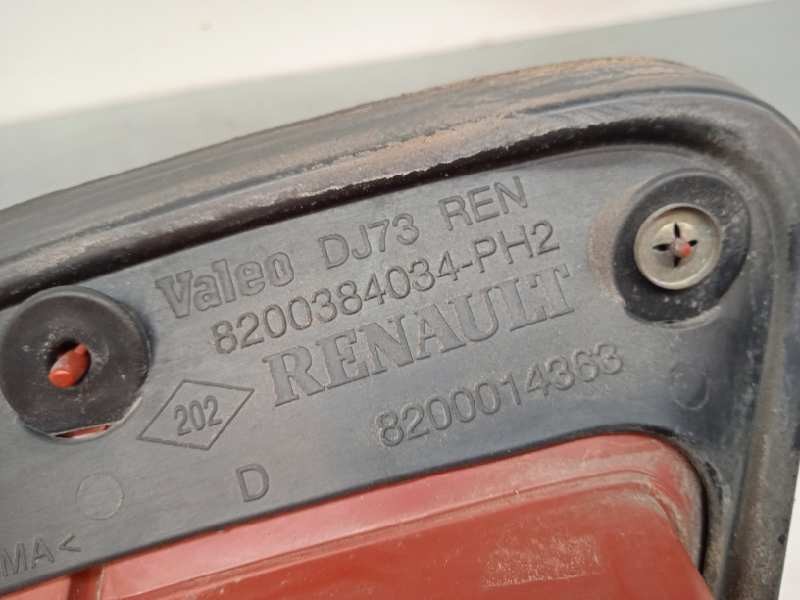 Valeo DJ73 REN
8200384034-PH2
RENAULT
202
8200014363
D
MA<